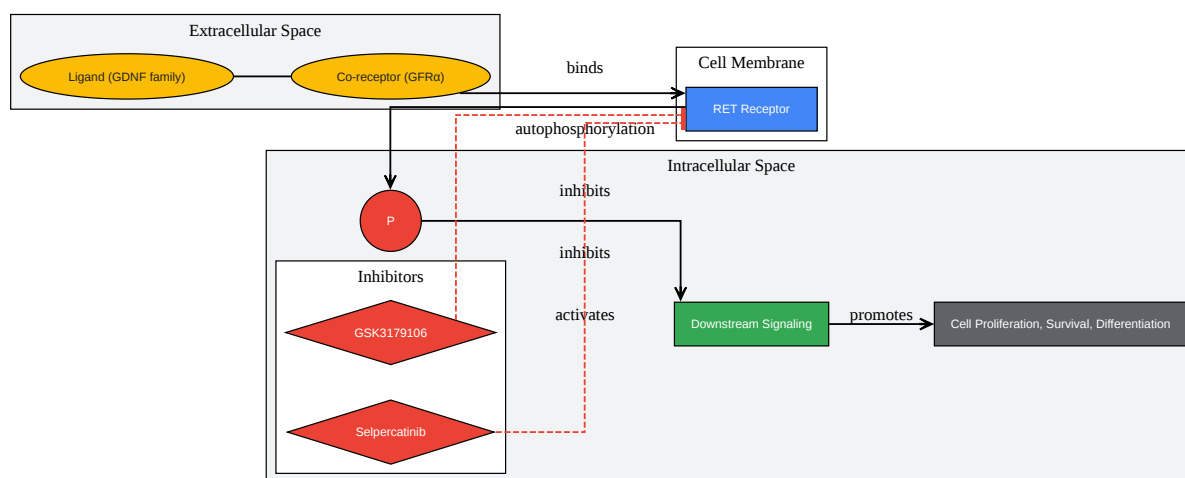 Extracellular Space
Ligand (GDNF family)
Co-receptor (GFRα)
binds
Cell Membrane
RET Receptor
autophosphorylation
Intracellular Space
inhibits
P
inhibits
Inhibitors
GSK3179106
activates
Downstream Signaling
promotes
Cell Proliferation, Survival, Differentiation
Selpercatinib